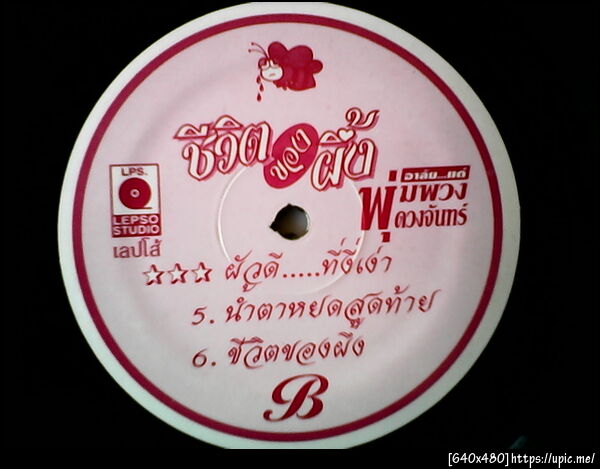 ชีวิต
ของ
ผึ้ง
LPS.
LEPSO
STUDIO
เลปโส้
อาลัย...แด่
พุ่มพวง
ดวงจันทร์
☆☆☆ ผัวดี.....ที่งี่เง่า
5. น้ำตาหยดสุดท้าย
6. ชีวิตของผึ้ง
B
[640x480]https://upic.me/